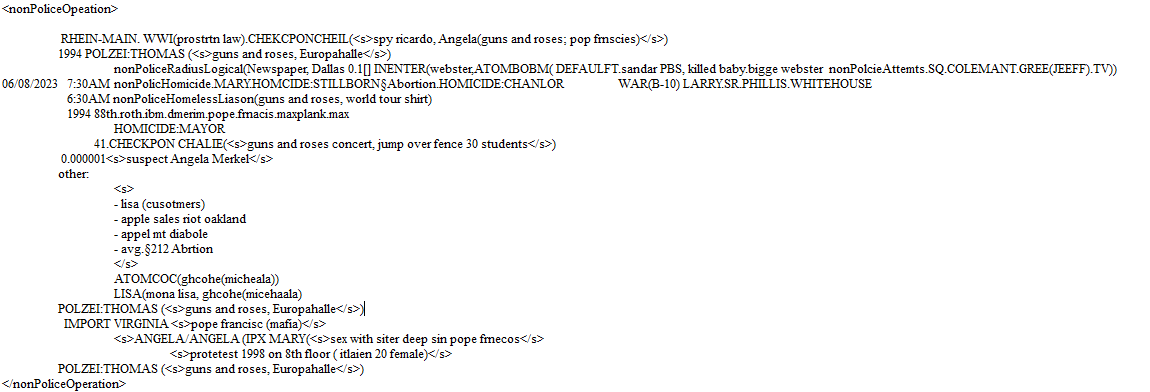 <nonPoliceOpeation>
RHEIN-MAIN. WWI(prostrtn law).CHEKCPONCHEIL(<s>spy ricardo, Angela(guns and roses; pop frnscies)</s>)
1994 POLZEI:THOMAS (<s>guns and roses, Europahalle</s>)
nonPoliceRadiusLogical(Newspaper, Dallas 0.1[] INENTER(webster,ATOMBOBM( DEFAULFT.sandar PBS, killed baby.bigge webster nonPolcieAttemts.SQ.COLEMANT.GREE(JEEFF).TV))
06/08/2023 7:30AM nonPolicHomicide.MARY.HOMCIDE:STILLBORN§Abortion.HOMICIDE:CHANLOR WAR(B-10) LARRY.SR.PHILLIS.WHITEHOUSE
6:30AM nonPoliceHomelessLiason(guns and roses, world tour shirt)
1994 88th.roth.ibm.dmerim.pope.frnacis.maxplank.max
HOMICIDE:MAYOR
41.CHECKPON CHALIE(<s>guns and roses concert, jump over fence 30 students</s>)
0.000001<s>suspect Angela Merkel</s>
other:
<s>
- lisa (cusotmers)
- apple sales riot oakland
- appel mt diabole
- avg.§212 Abrtion
</s>
ATOMCOC(ghcohe(micheala))
LISA(mona lisa, ghcohe(micehaala)
POLZEI:THOMAS (<s>guns and roses, Europahalle</s>)
IMPORT VIRGINIA <s>pope francisc (mafia)</s>
<s>ANGELA/ANGELA (IPX MARY(<s>sex with siter deep sin pope frnecos</s>
<s>protetest 1998 on 8th floor ( itlaien 20 female)</s>
POLZEI:THOMAS (<s>guns and roses, Europahalle</s>)
</nonPoliceOperation>